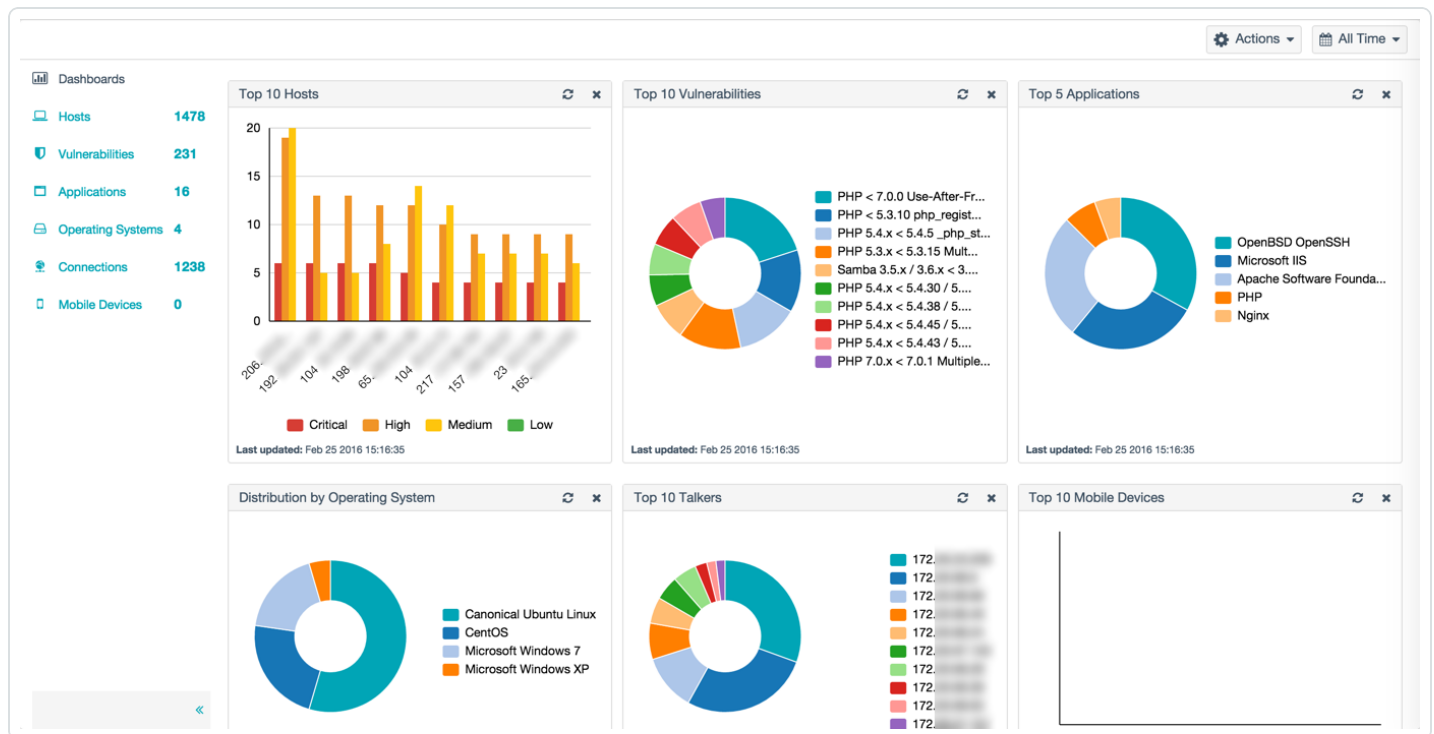 Actions
All Time
Dashboards
Hosts 1478
Vulnerabilities 231
Applications 16
Operating Systems 4
Connections 1238
Mobile Devices 0
«
Top 10 Hosts
20
15
10
5
0
206.
192
104
198
65.
104
217
157
23
165.
Critical High Medium Low
Last updated: Feb 25 2016 15:16:35
Top 10 Vulnerabilities
PHP < 7.0.0 Use-After-Fr...
PHP < 5.3.10 php_regist...
PHP 5.4.x < 5.4.5 _php_st...
PHP 5.3.x < 5.3.15 Mult...
Samba 3.5.x / 3.6.x < 3....
PHP 5.4.x < 5.4.30 / 5....
PHP 5.4.x < 5.4.38 / 5....
PHP 5.4.x < 5.4.45 / 5....
PHP 5.4.x < 5.4.43 / 5....
PHP 7.0.x < 7.0.1 Multiple...
Last updated: Feb 25 2016 15:16:35
Top 5 Applications
OpenBSD OpenSSH
Microsoft IIS
Apache Software Founda...
PHP
Nginx
Last updated: Feb 25 2016 15:16:35
Distribution by Operating System
Canonical Ubuntu Linux
CentOS
Microsoft Windows 7
Microsoft Windows XP
Top 10 Talkers
172.
172.
172.
172.
172.
172.
172.
172.
172.
172.
Top 10 Mobile Devices